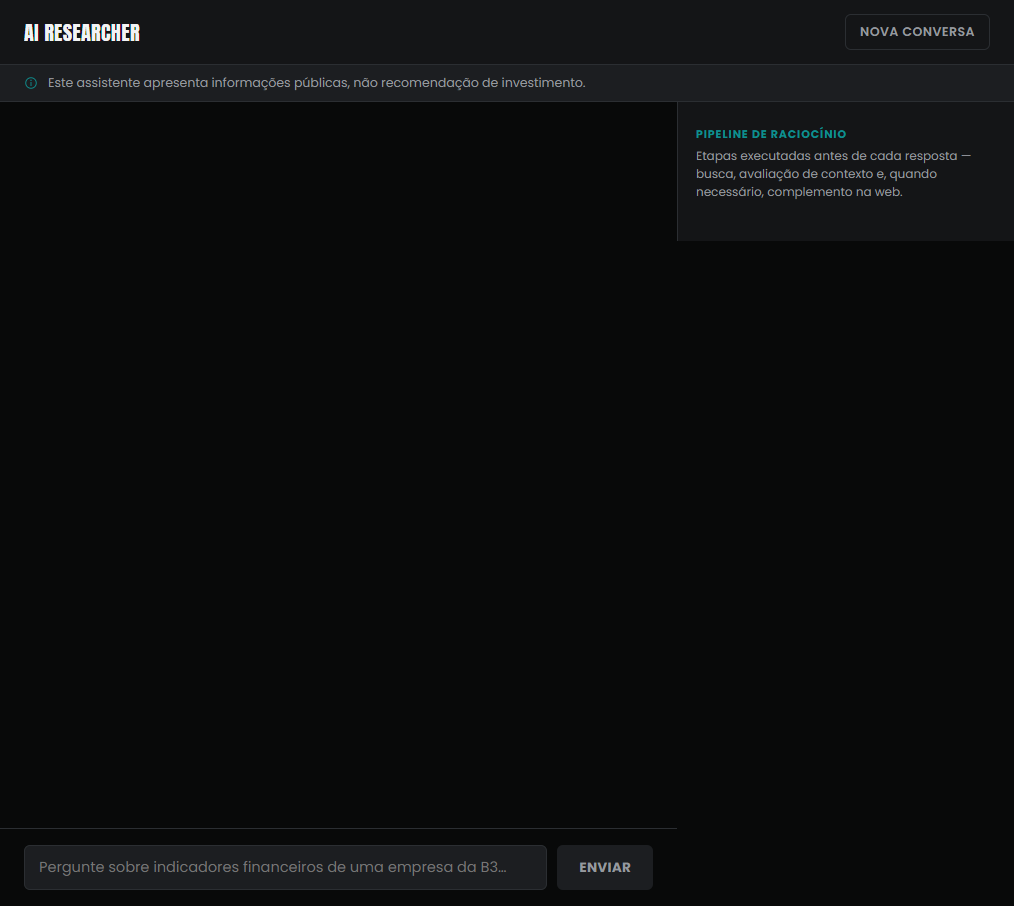 AI RESEARCHER
NOVA CONVERSA
Este assistente apresenta informações públicas, não recomendação de investimento.
PIPELINE DE RACIOCÍNIO
Etapas executadas antes de cada resposta —
busca, avaliação de contexto e, quando
necessário, complemento na web.
Pergunte sobre indicadores financeiros de uma empresa da B3...
ENVIAR